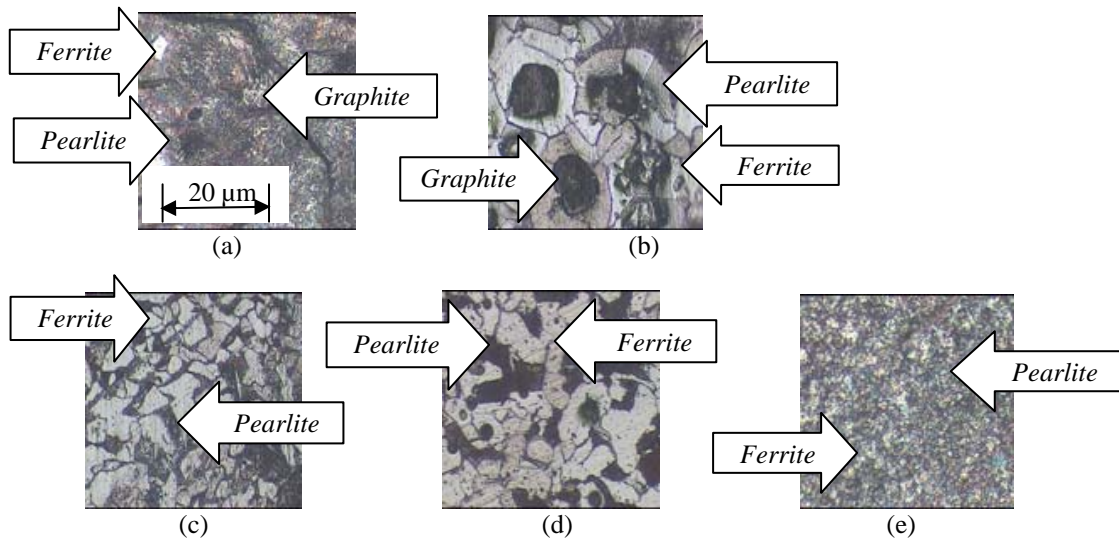 Ferrite
Graphite
Pearlite
20 µm
(a)
Pearlite
Graphite
Ferrite
(b)
Ferrite
Pearlite
(c)
Pearlite
Ferrite
(d)
Pearlite
Ferrite
(e)